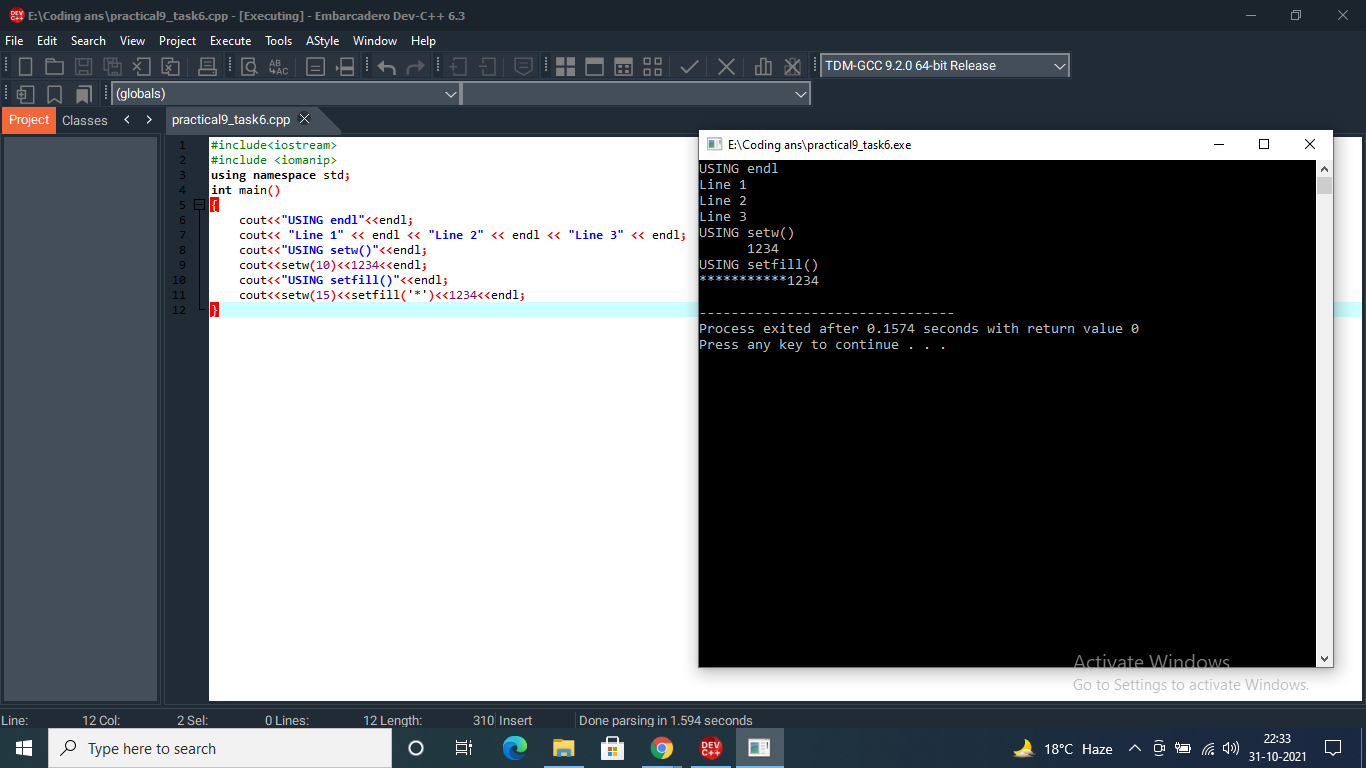 E:\Coding ans\practical9_task6.cpp - [Executing] - Embarcadero Dev-C++ 6.3
File Edit Search View Project Execute Tools AStyle Window Help
TDM-GCC 9.2.0 64-bit Release
(globals)
Project Classes
practical9_task6.cpp
1 #include<iostream>
2 #include <iomanip>
3 using namespace std;
4 int main()
5 {
6 cout<<"USING endl"<<endl;
7 cout<< "Line 1" << endl << "Line 2" << endl << "Line 3" << endl;
8 cout<<"USING setw()"<<endl;
9 cout<<setw(10)<<1234<<endl;
10 cout<<"USING setfill()"<<endl;
11 cout<<setw(15)<<setfill('*')<<1234<<endl;
12 }
E:\Coding ans\practical9_task6.exe
USING endl
Line 1
Line 2
Line 3
USING setw()
      1234
USING setfill()
***********1234
--------------------------------
Process exited after 0.1574 seconds with return value 0
Press any key to continue . . .
Activate Windows
Go to Settings to activate Windows.
Line: 12 Col: 2 Sel: 0 Lines: 12 Length: 310 Insert Done parsing in 1.594 seconds
Type here to search
DEV C++
18°C Haze
22:33
31-10-2021